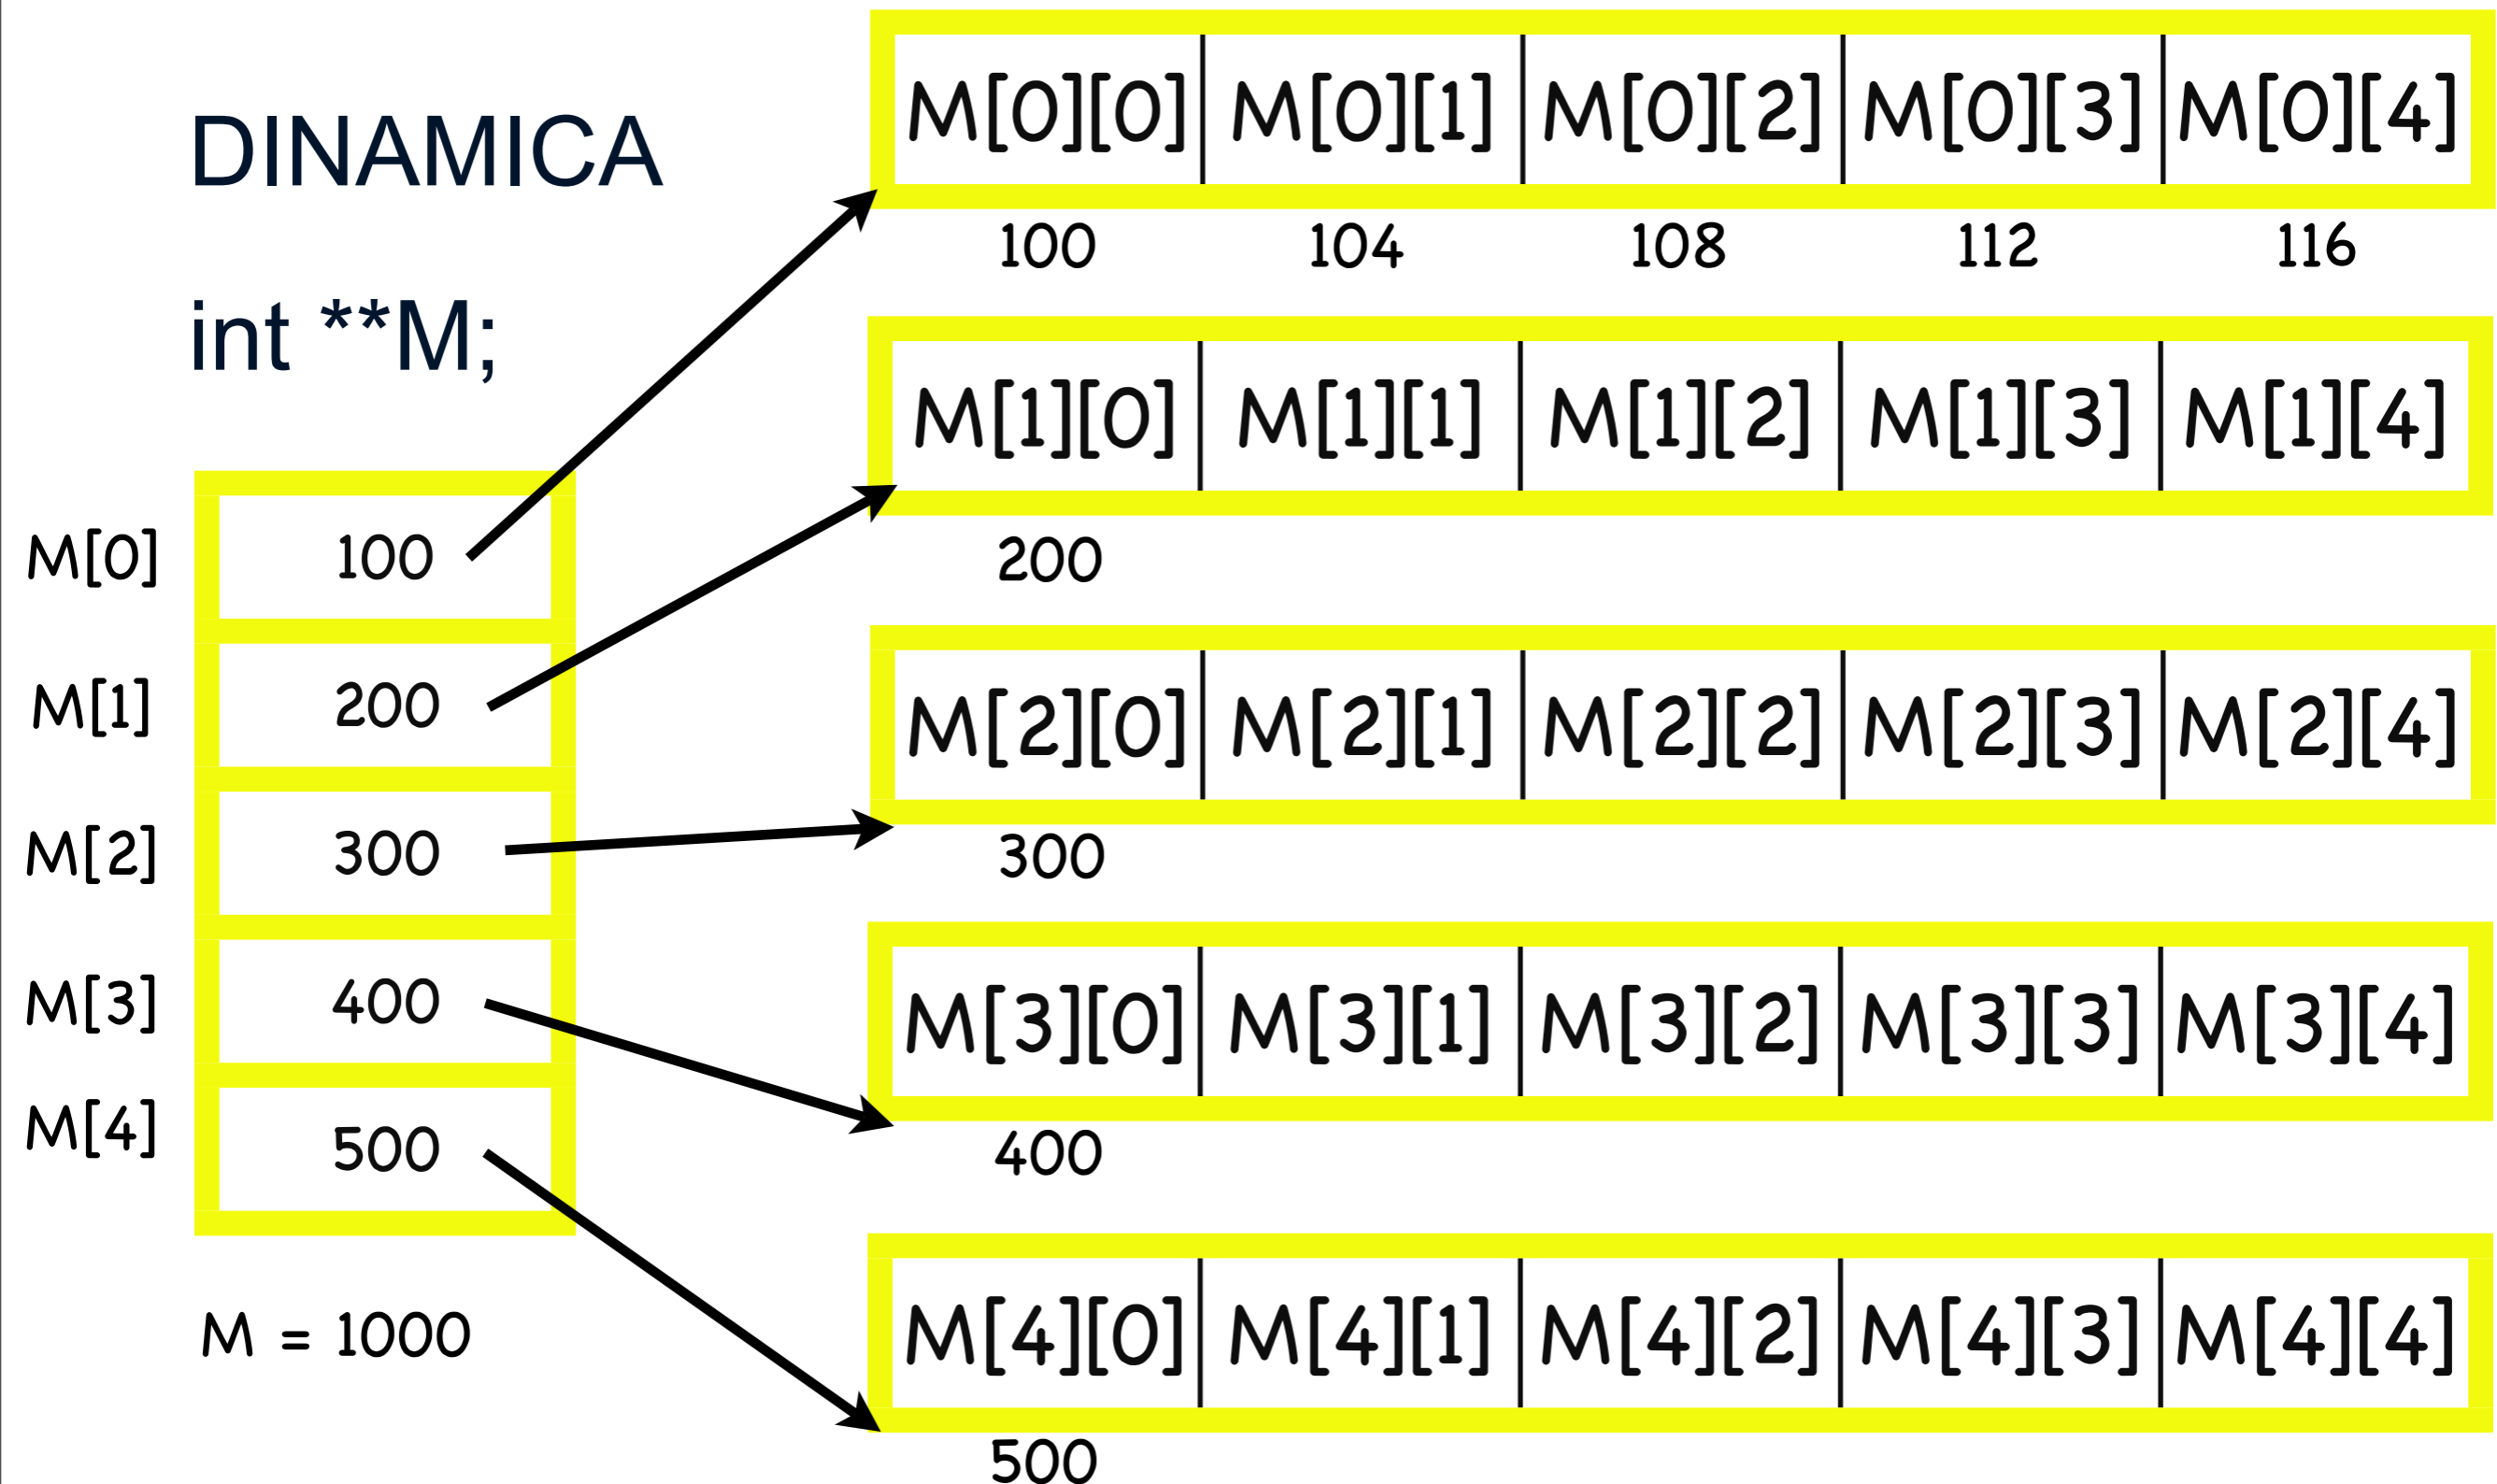 DINAMICA
int **M;
M[0] 100
M[1] 200
M[2] 300
M[3] 400
M[4] 500
M = 1000
M[0][0] M[0][1] M[0][2] M[0][3] M[0][4]
100 104 108 112 116
M[1][0] M[1][1] M[1][2] M[1][3] M[1][4]
200
M[2][0] M[2][1] M[2][2] M[2][3] M[2][4]
300
M[3][0] M[3][1] M[3][2] M[3][3] M[3][4]
400
M[4][0] M[4][1] M[4][2] M[4][3] M[4][4]
500